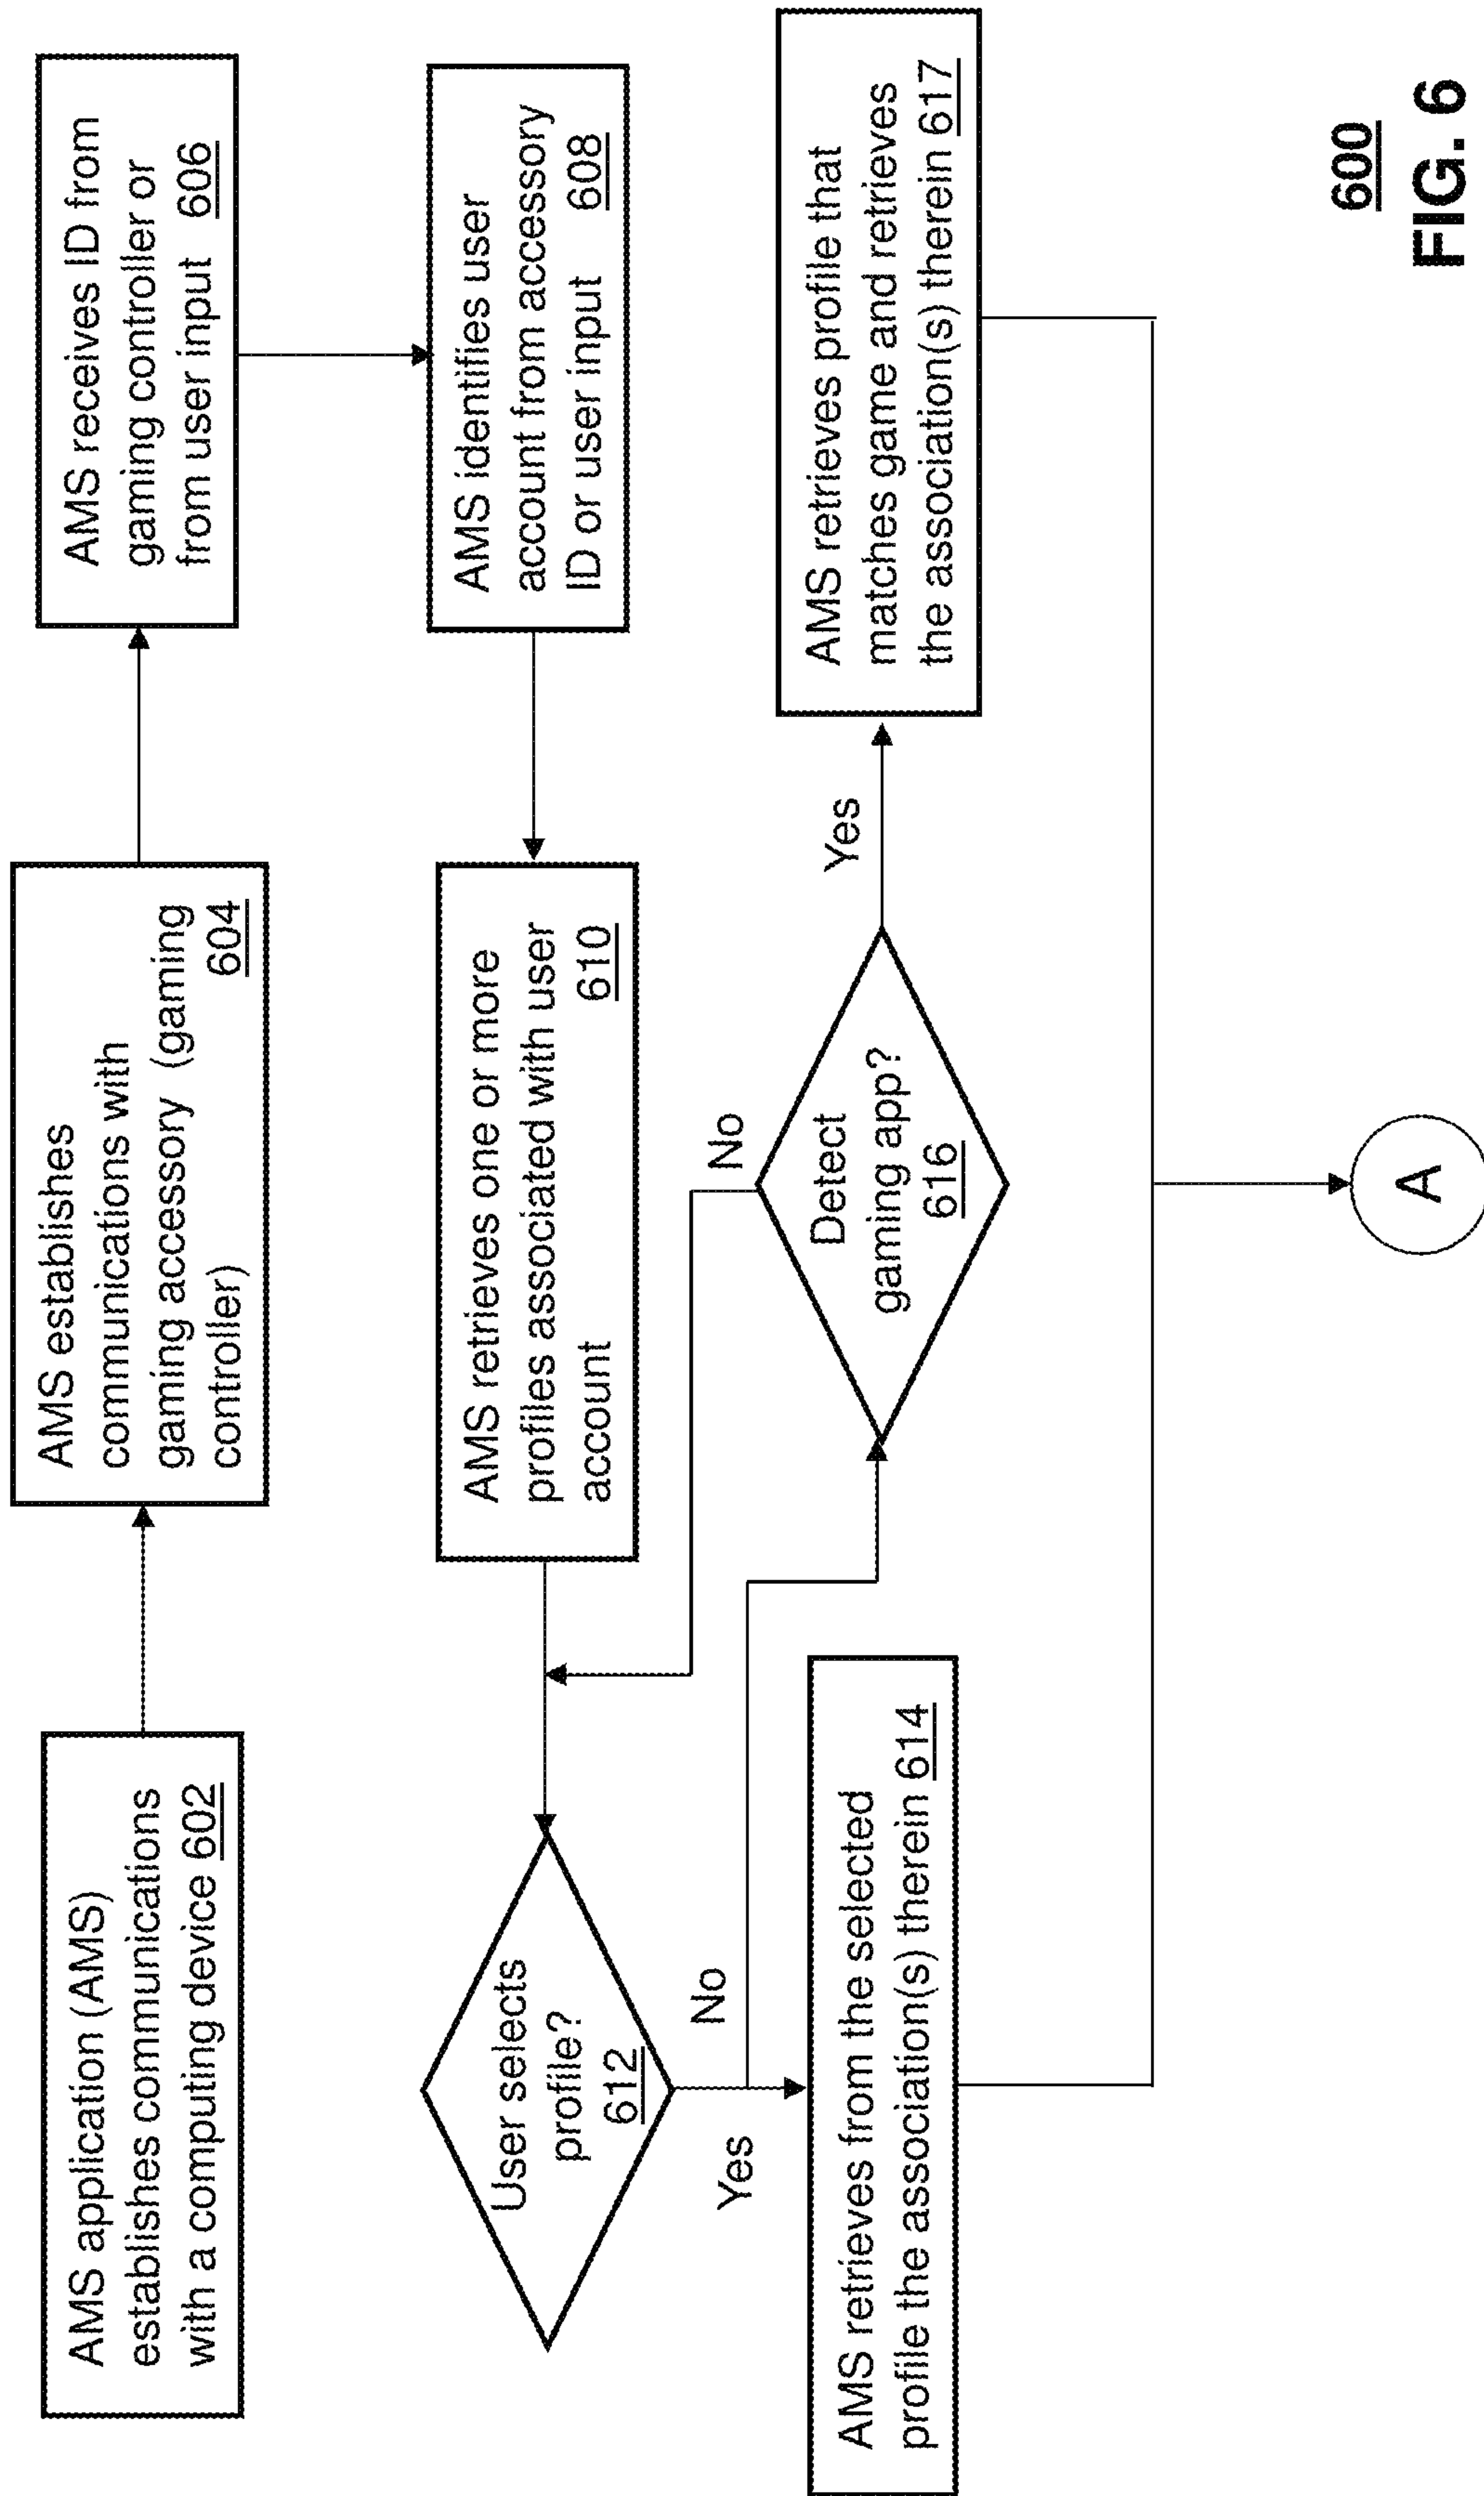 AMS application (AMS)
establishes communications
with a computing device 602
AMS establishes
communications with
gaming accessory (gaming
controller) 604
AMS receives ID from
gaming controller or
from user input 606
AMS identifies user
account from accessory
ID or user input 608
AMS retrieves one or more
profiles associated with user
account 610
User selects
profile?
612
No
Yes
AMS retrieves from the selected
profile the association(s) therein 614
Detect
gaming app?
616
No
Yes
AMS retrieves profile that
matches game and retrieves
the association(s) therein 617
A
600
FIG. 6